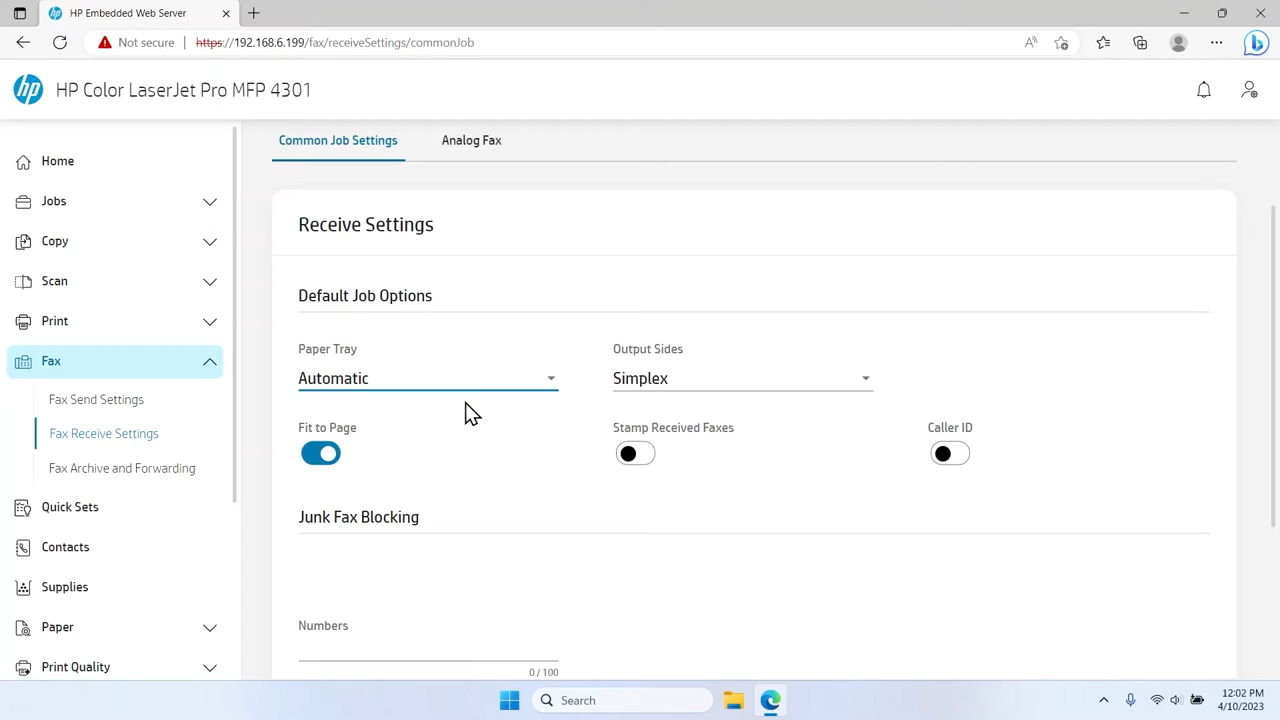 HP Embedded Web Server
Not secure https://192.168.6.199/fax/receiveSettings/commonJob
hp HP Color LaserJet Pro MFP 4301
Home
Jobs
Copy
Scan
Print
Fax
Fax Send Settings
Fax Receive Settings
Fax Archive and Forwarding
Quick Sets
Contacts
Supplies
Paper
Print Quality
Common Job Settings Analog Fax
Receive Settings
Default Job Options
Paper Tray Output Sides
Automatic Simplex
Fit to Page Stamp Received Faxes Caller ID
Junk Fax Blocking
Numbers
0 / 100
Search
12:02 PM
4/10/2023